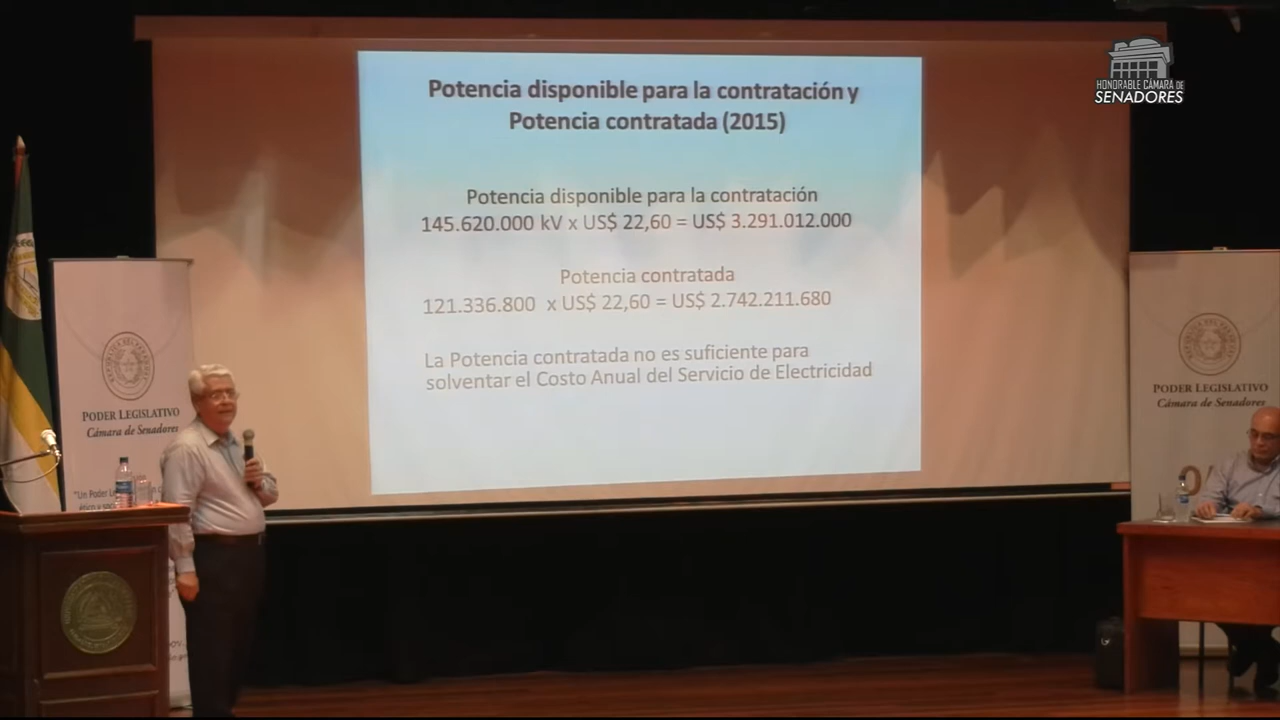 HONORABLE CÁMARA DE
SENADORES
Potencia disponible para la contratación y
Potencia contratada (2015)
Potencia disponible para la contratación
145.620.000 kV x US$ 22,60 = US$ 3.291.012.000
Potencia contratada
121.336.800 x US$ 22,60 = US$ 2.742.211.680
La Potencia contratada no es suficiente para
solventar el Costo Anual del Servicio de Electricidad
PODER LEGISLATIVO
Cámara de Senadores
"Un Poder
PODER LEGISLATIVO
Cámara de Senadores